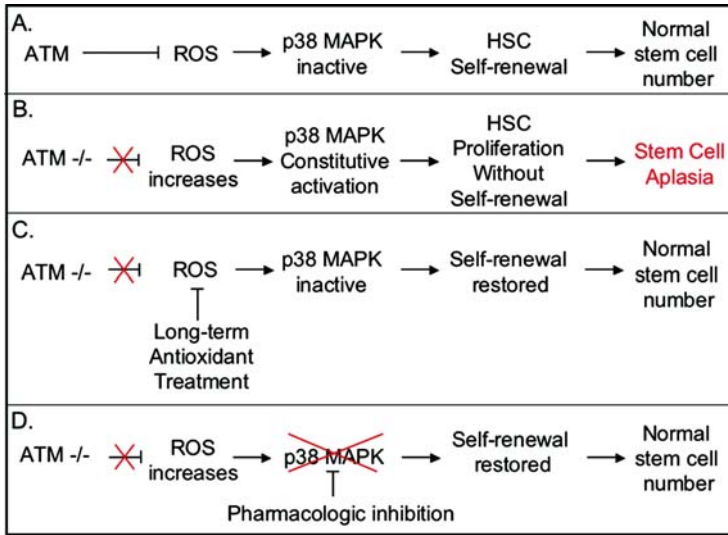 A.
ATM
ROS
p38 MAPK
inactive
HSC
Self-renewal
Normal
stem cell
number
B.
ATM -/-
ROS
increases
p38 MAPK
Constitutive
activation
HSC
Proliferation
Without
Self-renewal
Stem Cell
Aplasia
C.
ATM -/-
ROS
p38 MAPK
inactive
Self-renewal
restored
Normal
stem cell
number
Long-term
Antioxidant
Treatment
D.
ATM -/-
ROS
increases
p38 MAPK
Self-renewal
restored
Normal
stem cell
number
Pharmacologic inhibition